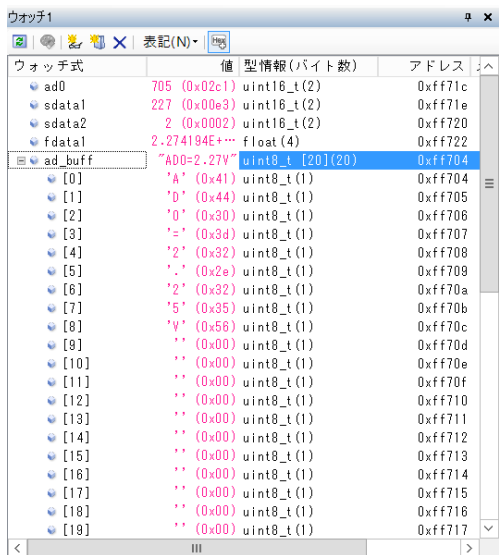 ウォッチ1
表記(N)
Hex
ウォッチ式 値 型情報(バイト数) アドレス
ad0 705 (0x02c1) uint16_t(2) 0xff71c
sdata1 227 (0x00e3) uint16_t(2) 0xff71e
sdata2 2 (0x0002) uint16_t(2) 0xff720
fdata1 2.274194E+… float(4) 0xff722
ad_buff "AD0=2.27V" uint8_t [20](20) 0xff704
[0] 'A' (0x41) uint8_t(1) 0xff704
[1] 'D' (0x44) uint8_t(1) 0xff705
[2] '0' (0x30) uint8_t(1) 0xff706
[3] '=' (0x3d) uint8_t(1) 0xff707
[4] '2' (0x32) uint8_t(1) 0xff708
[5] '.' (0x2e) uint8_t(1) 0xff709
[6] '2' (0x32) uint8_t(1) 0xff70a
[7] '5' (0x35) uint8_t(1) 0xff70b
[8] 'V' (0x56) uint8_t(1) 0xff70c
[9] '' (0x00) uint8_t(1) 0xff70d
[10] '' (0x00) uint8_t(1) 0xff70e
[11] '' (0x00) uint8_t(1) 0xff70f
[12] '' (0x00) uint8_t(1) 0xff710
[13] '' (0x00) uint8_t(1) 0xff711
[14] '' (0x00) uint8_t(1) 0xff712
[15] '' (0x00) uint8_t(1) 0xff713
[16] '' (0x00) uint8_t(1) 0xff714
[17] '' (0x00) uint8_t(1) 0xff715
[18] '' (0x00) uint8_t(1) 0xff716
[19] '' (0x00) uint8_t(1) 0xff717